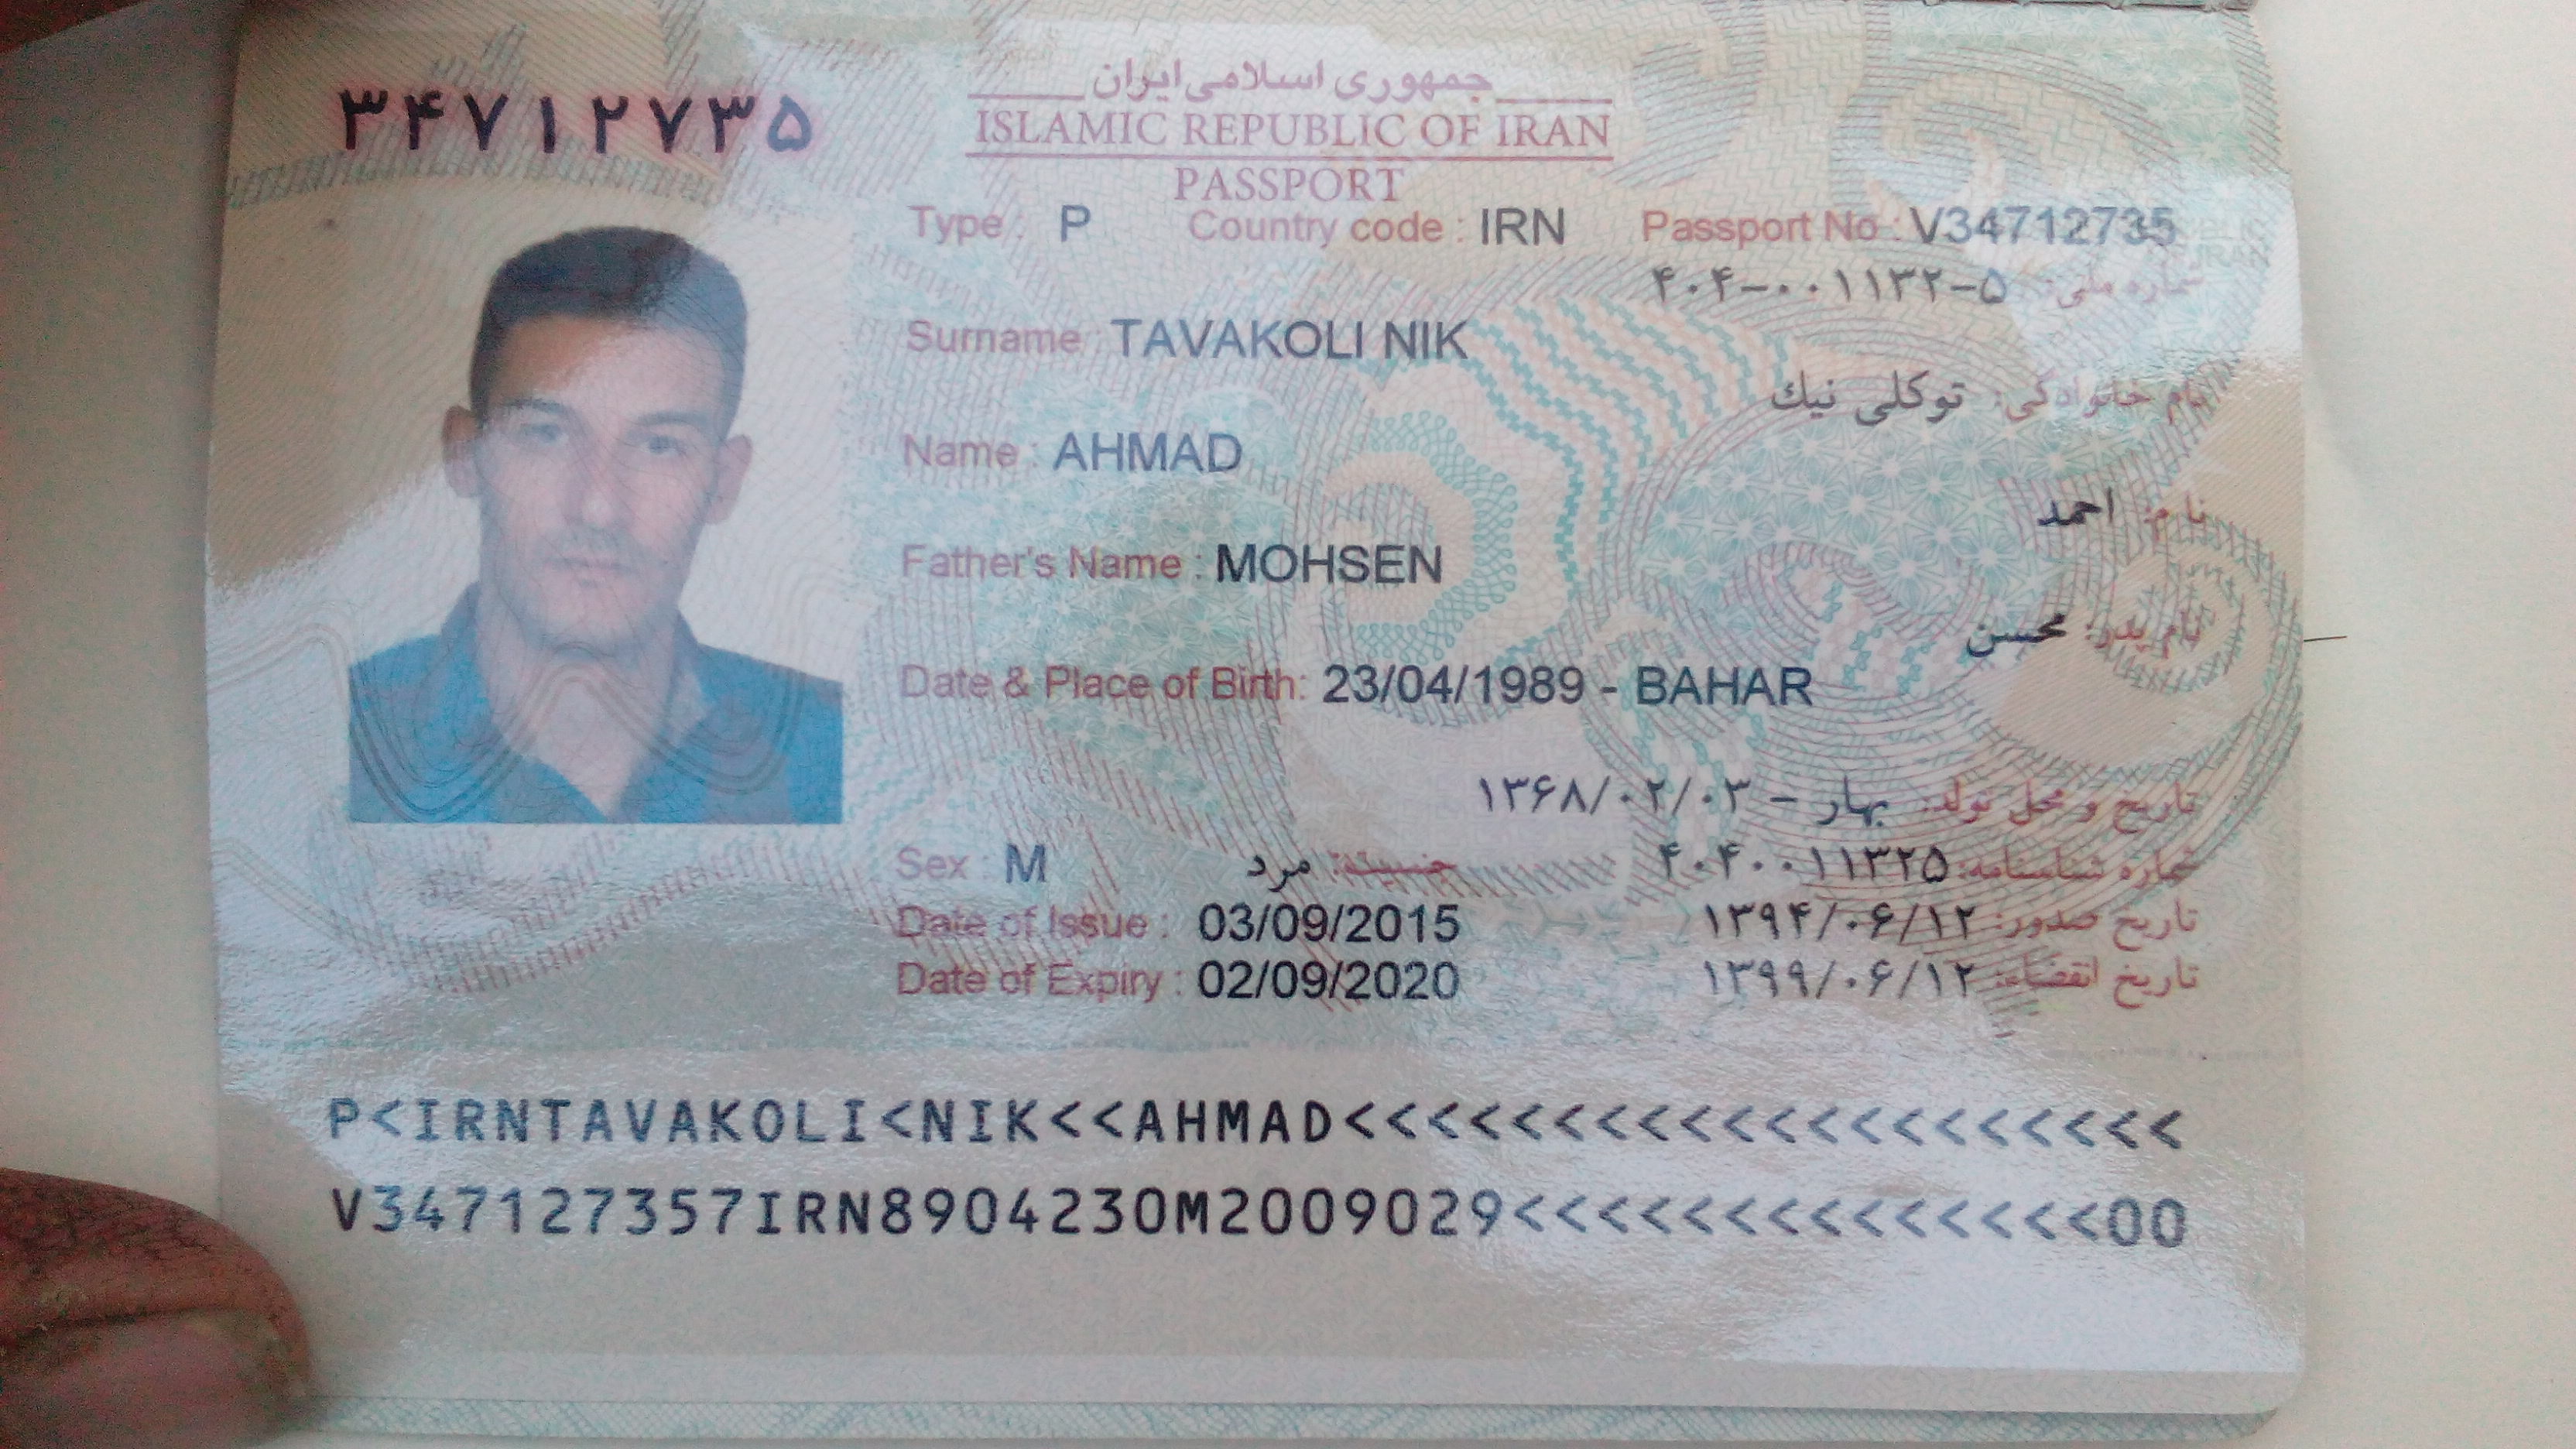 ۳۴۷۱۲۷۳۵
جمهوری اسلامی ایران
ISLAMIC REPUBLIC OF IRAN
PASSPORT
Type : P Country code : IRN Passport No : V34712735
شماره ملی: ۴۰۴-۰۰۱۱۳۲-۵
Surname : TAVAKOLI NIK
نام خانوادگی: توکلی نیک
Name : AHMAD
نام: احمد
Father's Name : MOHSEN
نام پدر: محسن
Date & Place of Birth: 23/04/1989 - BAHAR
تاریخ و محل تولد: بهار - ۱۳۶۸/۰۲/۰۳
Sex : M جنسیت: مرد شماره شناسنامه: ۴۰۴۰۰۱۱۳۲۵
Date of Issue : 03/09/2015 تاریخ صدور: ۱۳۹۴/۰۶/۱۲
Date of Expiry : 02/09/2020 تاریخ انقضاء: ۱۳۹۹/۰۶/۱۲
P<IRNTAVAKOLI<NIK<<AHMAD<<<<<<<<<<<<<<<<<<<<
V347127357IRN8904230M2009029<<<<<<<<<<<<<<00